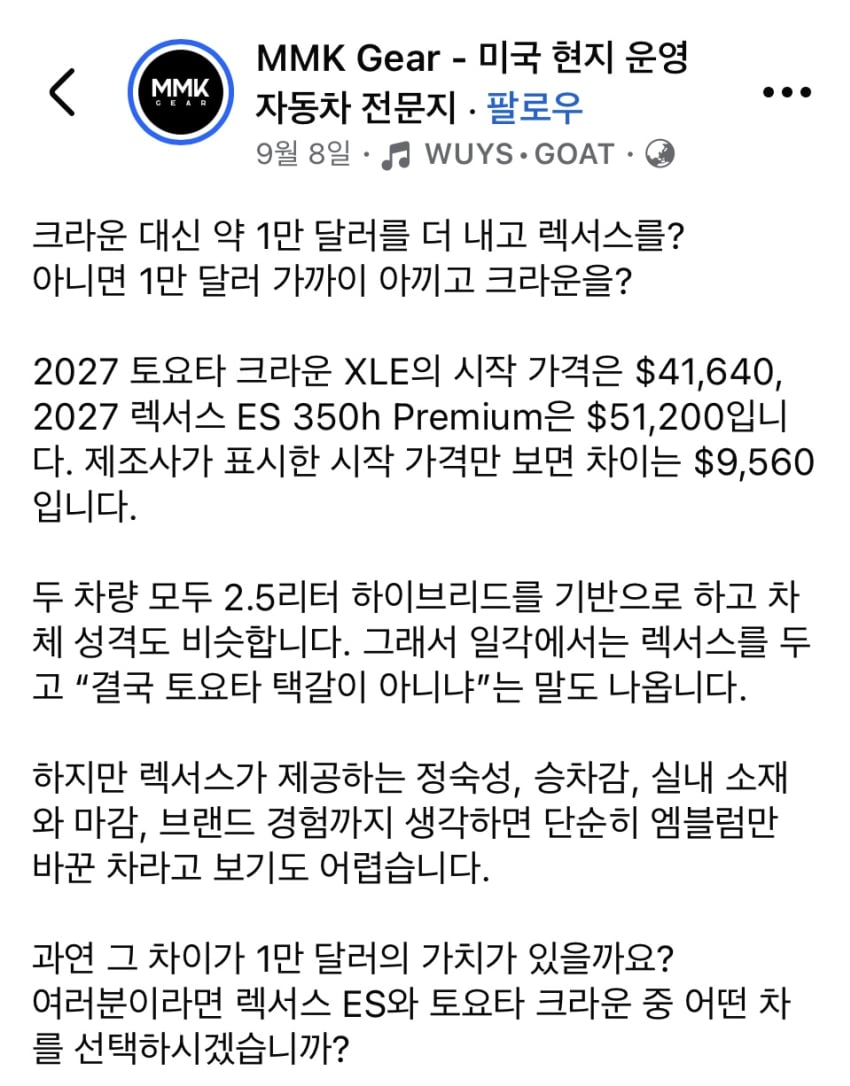 MMK Gear - 미국 현지 운영
MMK
GEAR
자동차 전문지 · 팔로우
9월 8일 · WUYS • GOAT ·
크라운 대신 약 1만 달러를 더 내고 렉서스를?
아니면 1만 달러 가까이 아끼고 크라운을?
2027 토요타 크라운 XLE의 시작 가격은 $41,640,
2027 렉서스 ES 350h Premium은 $51,200입니
다. 제조사가 표시한 시작 가격만 보면 차이는 $9,560
입니다.
두 차량 모두 2.5리터 하이브리드를 기반으로 하고 차
체 성격도 비슷합니다. 그래서 일각에서는 렉서스를 두
고 “결국 토요타 택갈이 아니냐”는 말도 나옵니다.
하지만 렉서스가 제공하는 정숙성, 승차감, 실내 소재
와 마감, 브랜드 경험까지 생각하면 단순히 엠블럼만
바꾼 차라고 보기도 어렵습니다.
과연 그 차이가 1만 달러의 가치가 있을까요?
여러분이라면 렉서스 ES와 토요타 크라운 중 어떤 차
를 선택하시겠습니까?